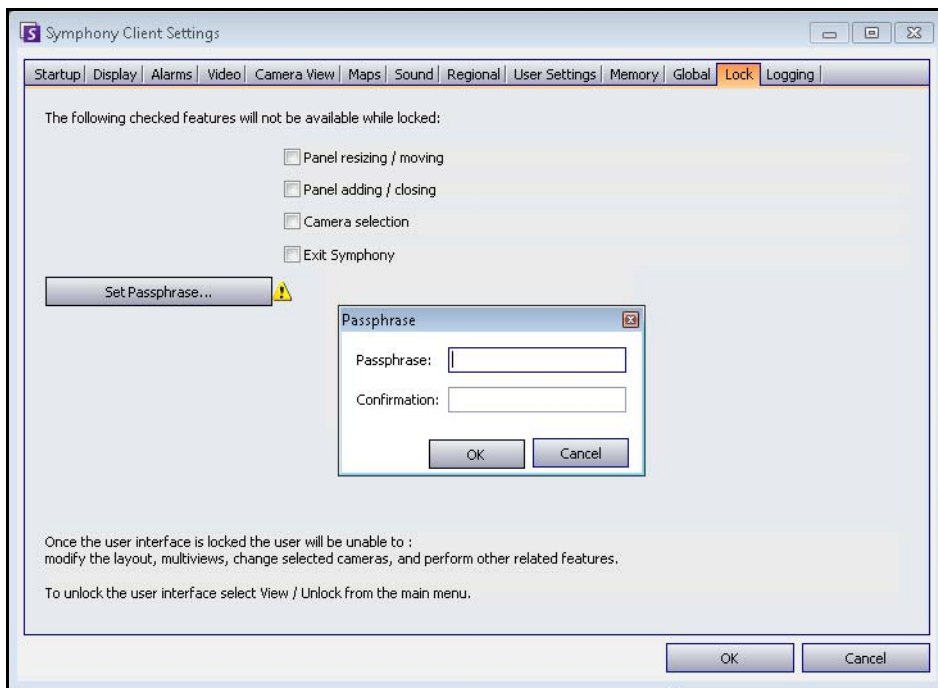 Symphony Client Settings
Startup Display Alarms Video Camera View Maps Sound Regional User Settings Memory Global Lock Logging
The following checked features will not be available while locked:
Panel resizing / moving
Panel adding / closing
Camera selection
Exit Symphony
Set Passphrase...
Passphrase
Passphrase:
Confirmation:
OK Cancel
Once the user interface is locked the user will be unable to :
modify the layout, multiviews, change selected cameras, and perform other related features.
To unlock the user interface select View / Unlock from the main menu.
OK Cancel